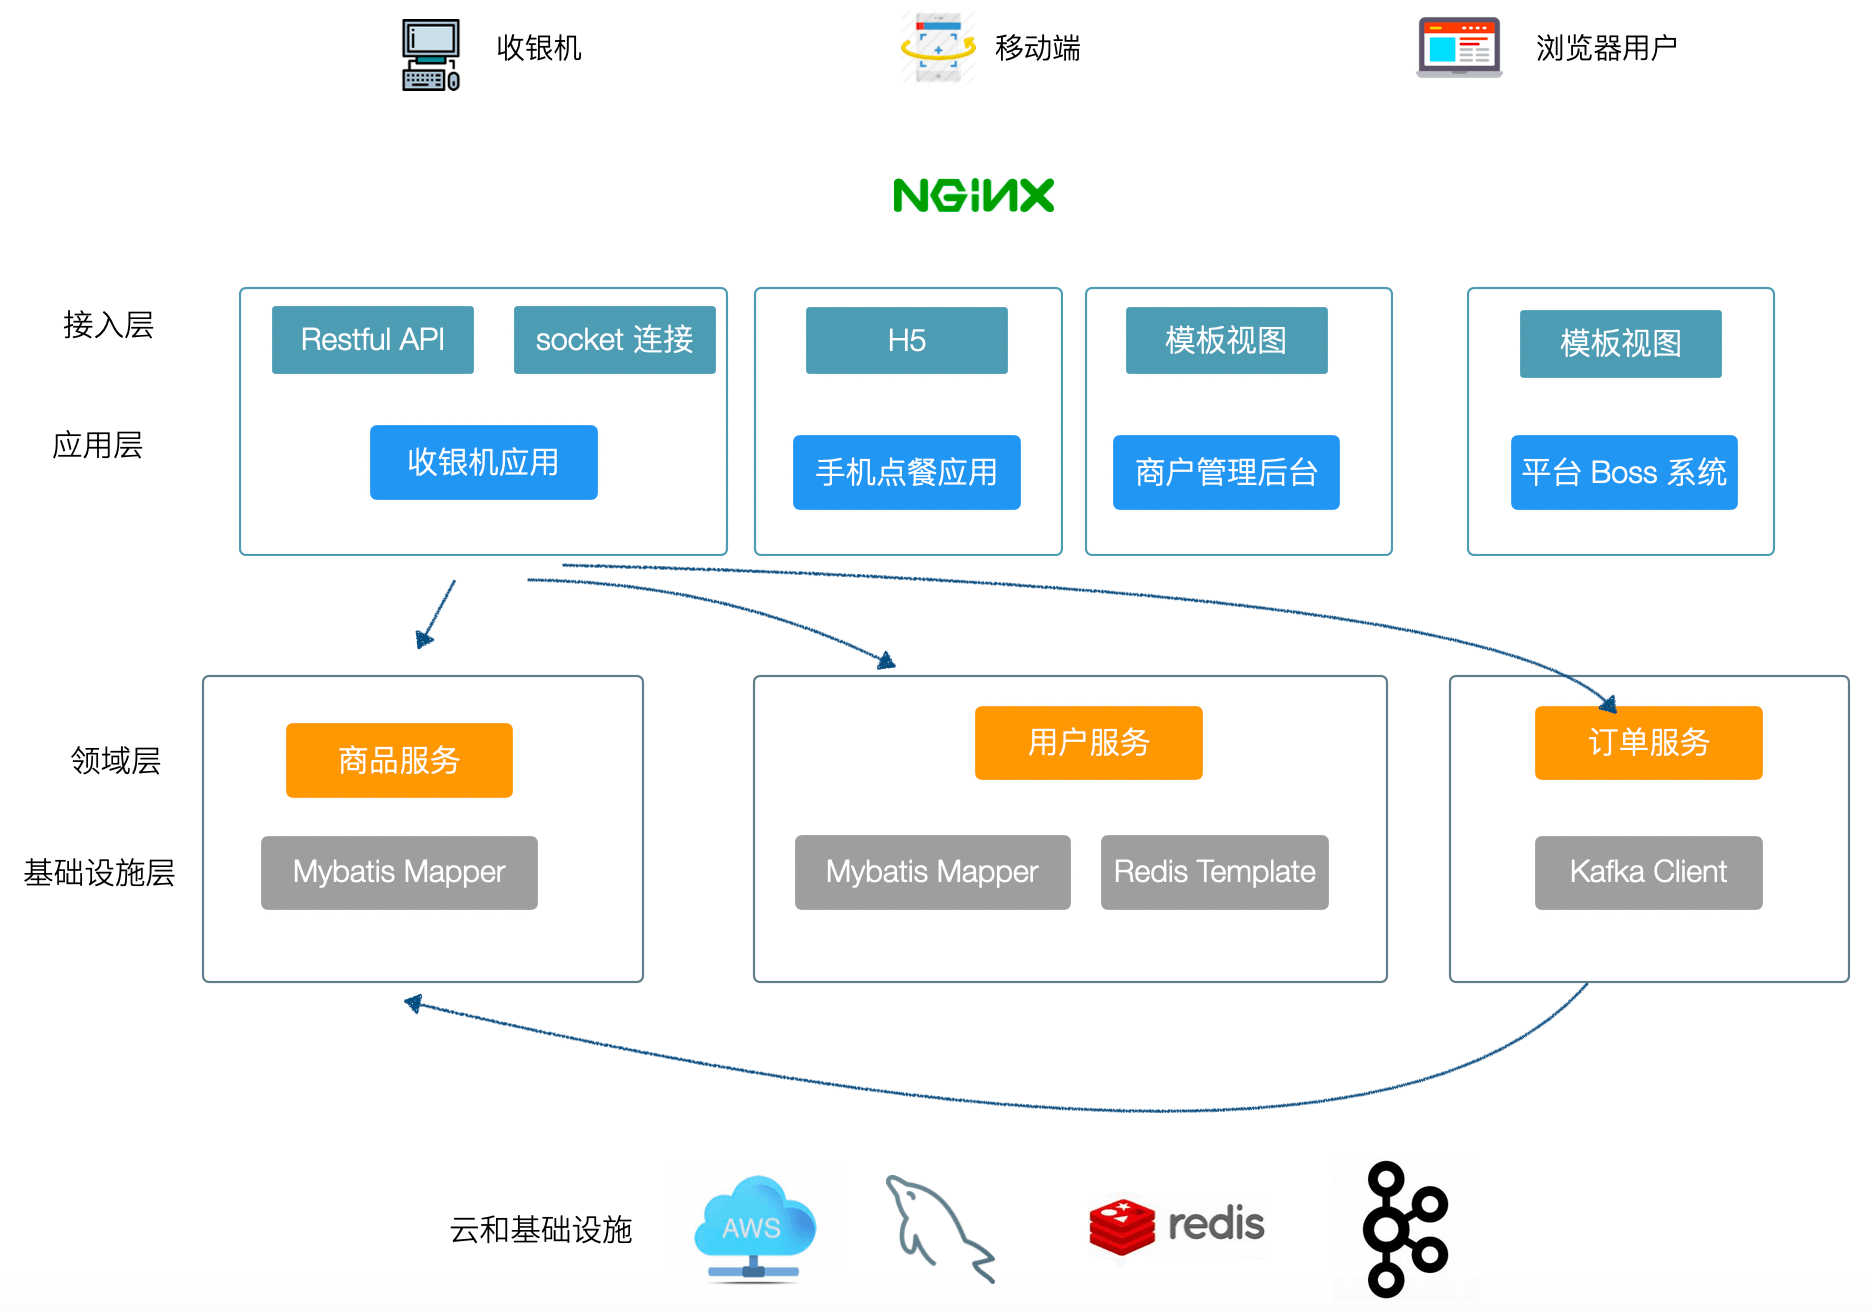 收银机
移动端
浏览器用户
NGINX
接入层
Restful API
socket 连接
H5
模板视图
模板视图
应用层
收银机应用
手机点餐应用
商户管理后台
平台 Boss 系统
领域层
商品服务
用户服务
订单服务
基础设施层
Mybatis Mapper
Mybatis Mapper
Redis Template
Kafka Client
云和基础设施
AWS
redis